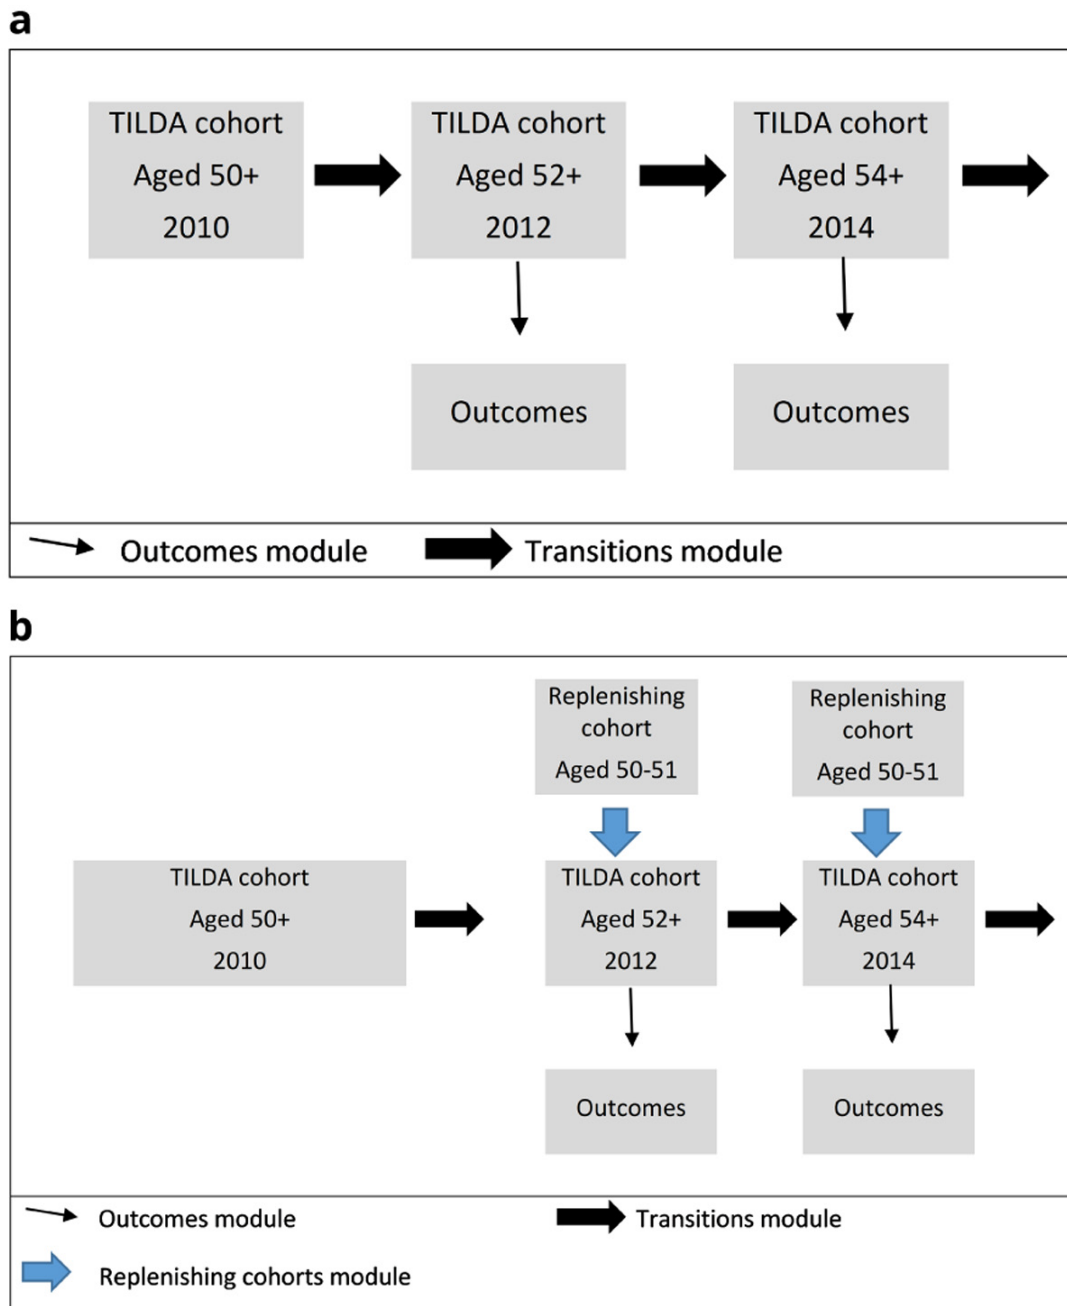 a
TILDA cohort
Aged 50+
2010
TILDA cohort
Aged 52+
2012
TILDA cohort
Aged 54+
2014
Outcomes
Outcomes
Outcomes module
Transitions module
b
Replenishing
cohort
Aged 50-51
Replenishing
cohort
Aged 50-51
TILDA cohort
Aged 50+
2010
TILDA cohort
Aged 52+
2012
TILDA cohort
Aged 54+
2014
Outcomes
Outcomes
Outcomes module
Transitions module
Replenishing cohorts module